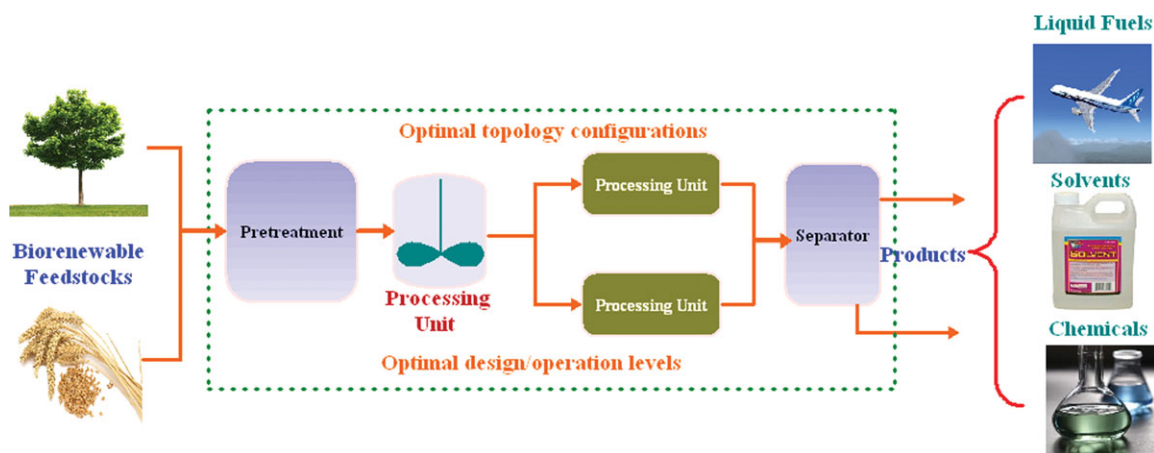 Liquid Fuels
Optimal topology configurations
Processing Unit
Solvents
Biorenewable
Feedstocks
Pretreatment
Separator
Products
SOLVENT
Processing
Unit
Processing Unit
Chemicals
Optimal design/operation levels